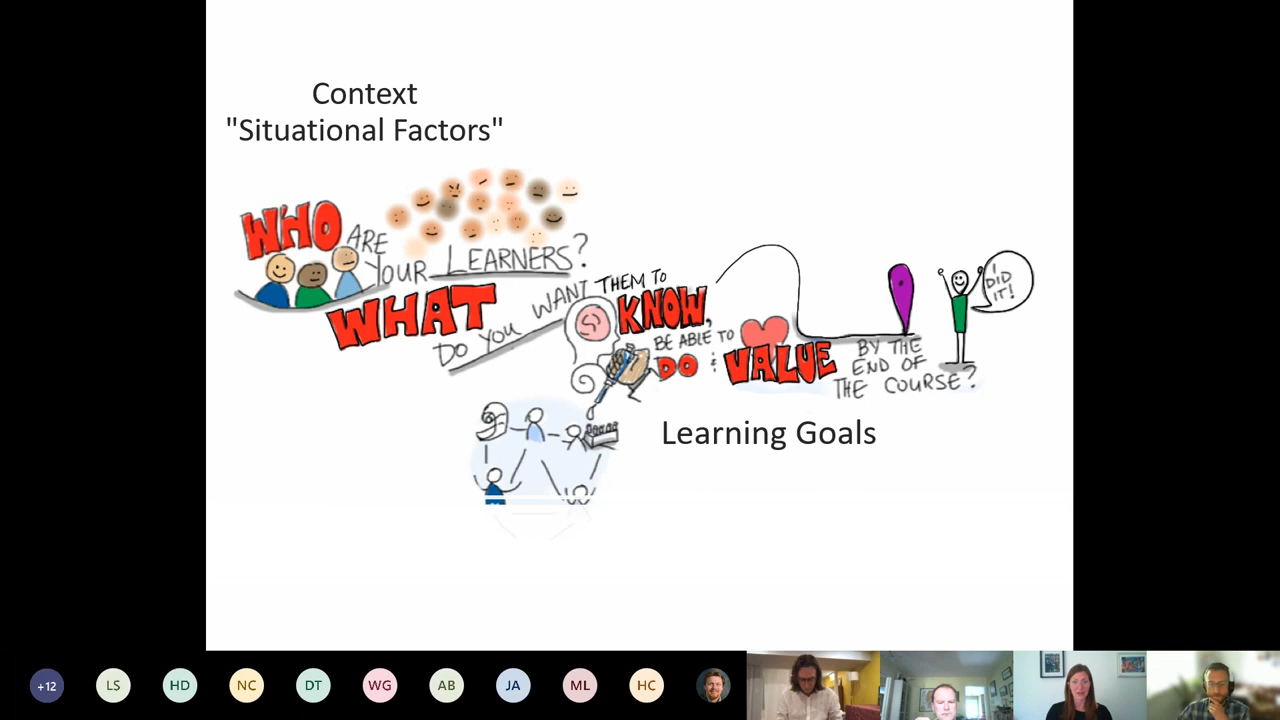 Context
"Situational Factors"
WHO ARE
YOUR LEARNERS?
WHAT
DO YOU WANT THEM TO
KNOW,
BE ABLE TO
DO & VALUE
BY THE
END OF
THE COURSE?
I
DID
IT!
Learning Goals
+12 LS HD NC DT WG AB JA ML HC